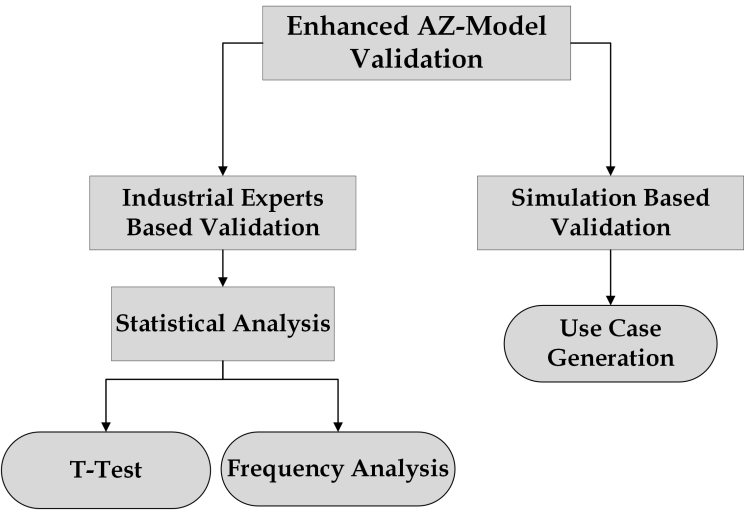 Enhanced AZ-Model
Validation
Industrial Experts
Based Validation
Simulation Based
Validation
Statistical Analysis
Use Case
Generation
T-Test
Frequency Analysis